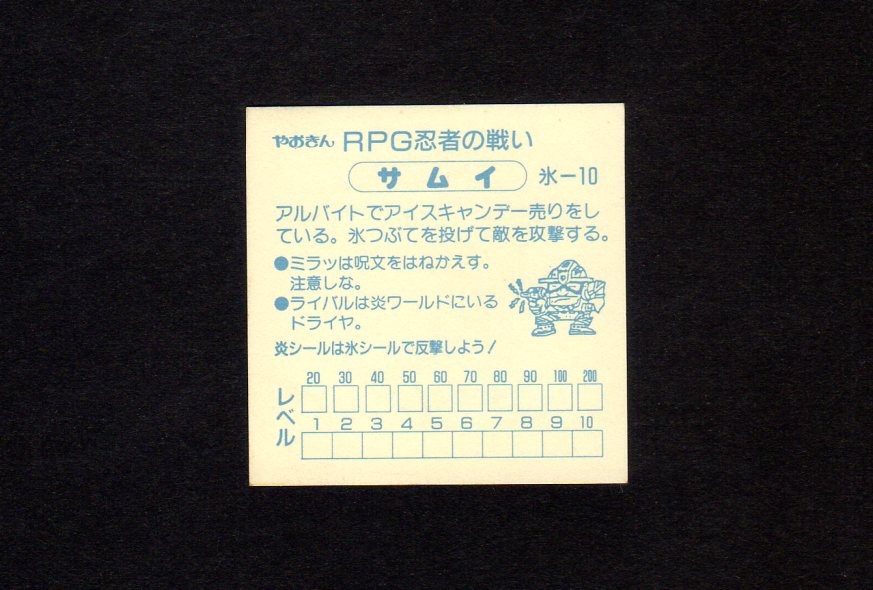 やおきん RPG忍者の戦い
サムイ 氷ー10
アルバイトでアイスキャンデー売りをし
ている。氷つぶてを投げて敵を攻撃する。
●ミラッは呪文をはねかえす。
注意しな。
●ライバルは炎ワールドにいる
ドライヤ。
炎シールは氷シールで反撃しよう!
20 30 40 50 60 70 80 90 100 200
レベル
1 2 3 4 5 6 7 8 9 10